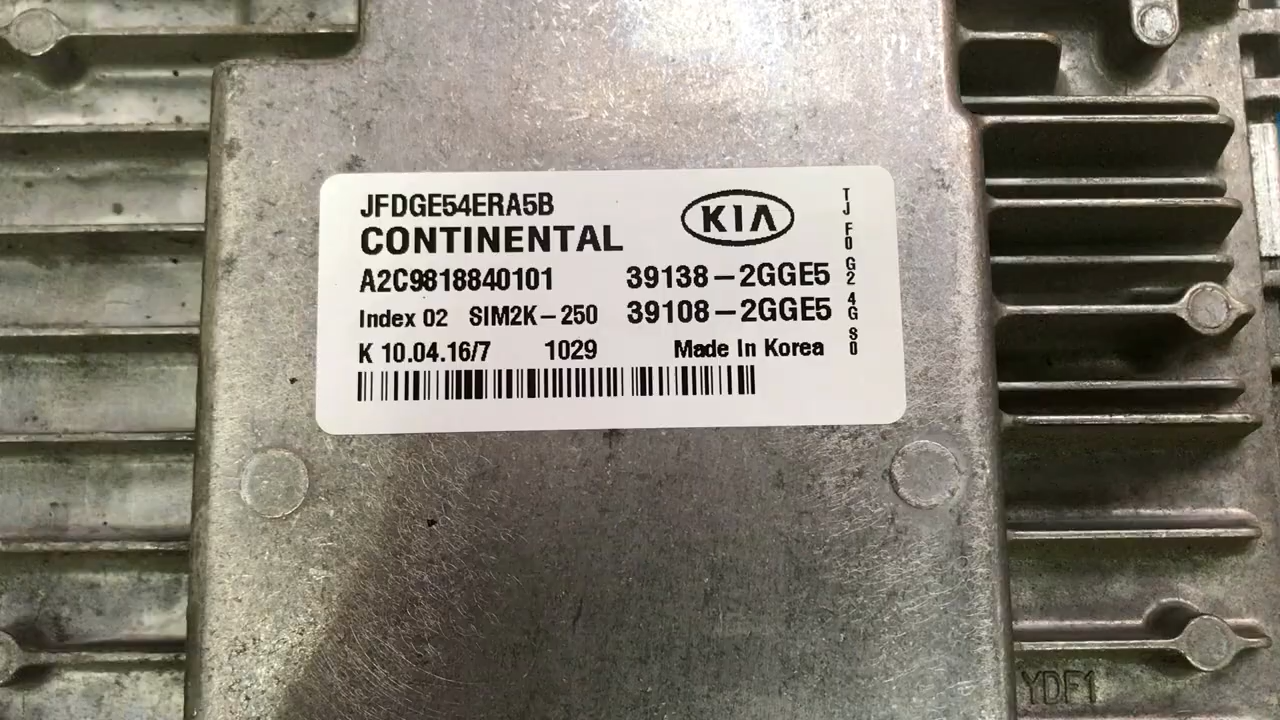 JFDGE54ERA5B
KIA
CONTINENTAL
A2C9818840101 39138-2GGE5
Index 02 SIM2K-250 39108-2GGE5
K 10.04.16/7 1029 Made In Korea
TJ F0 G2 4G S0
YDF1